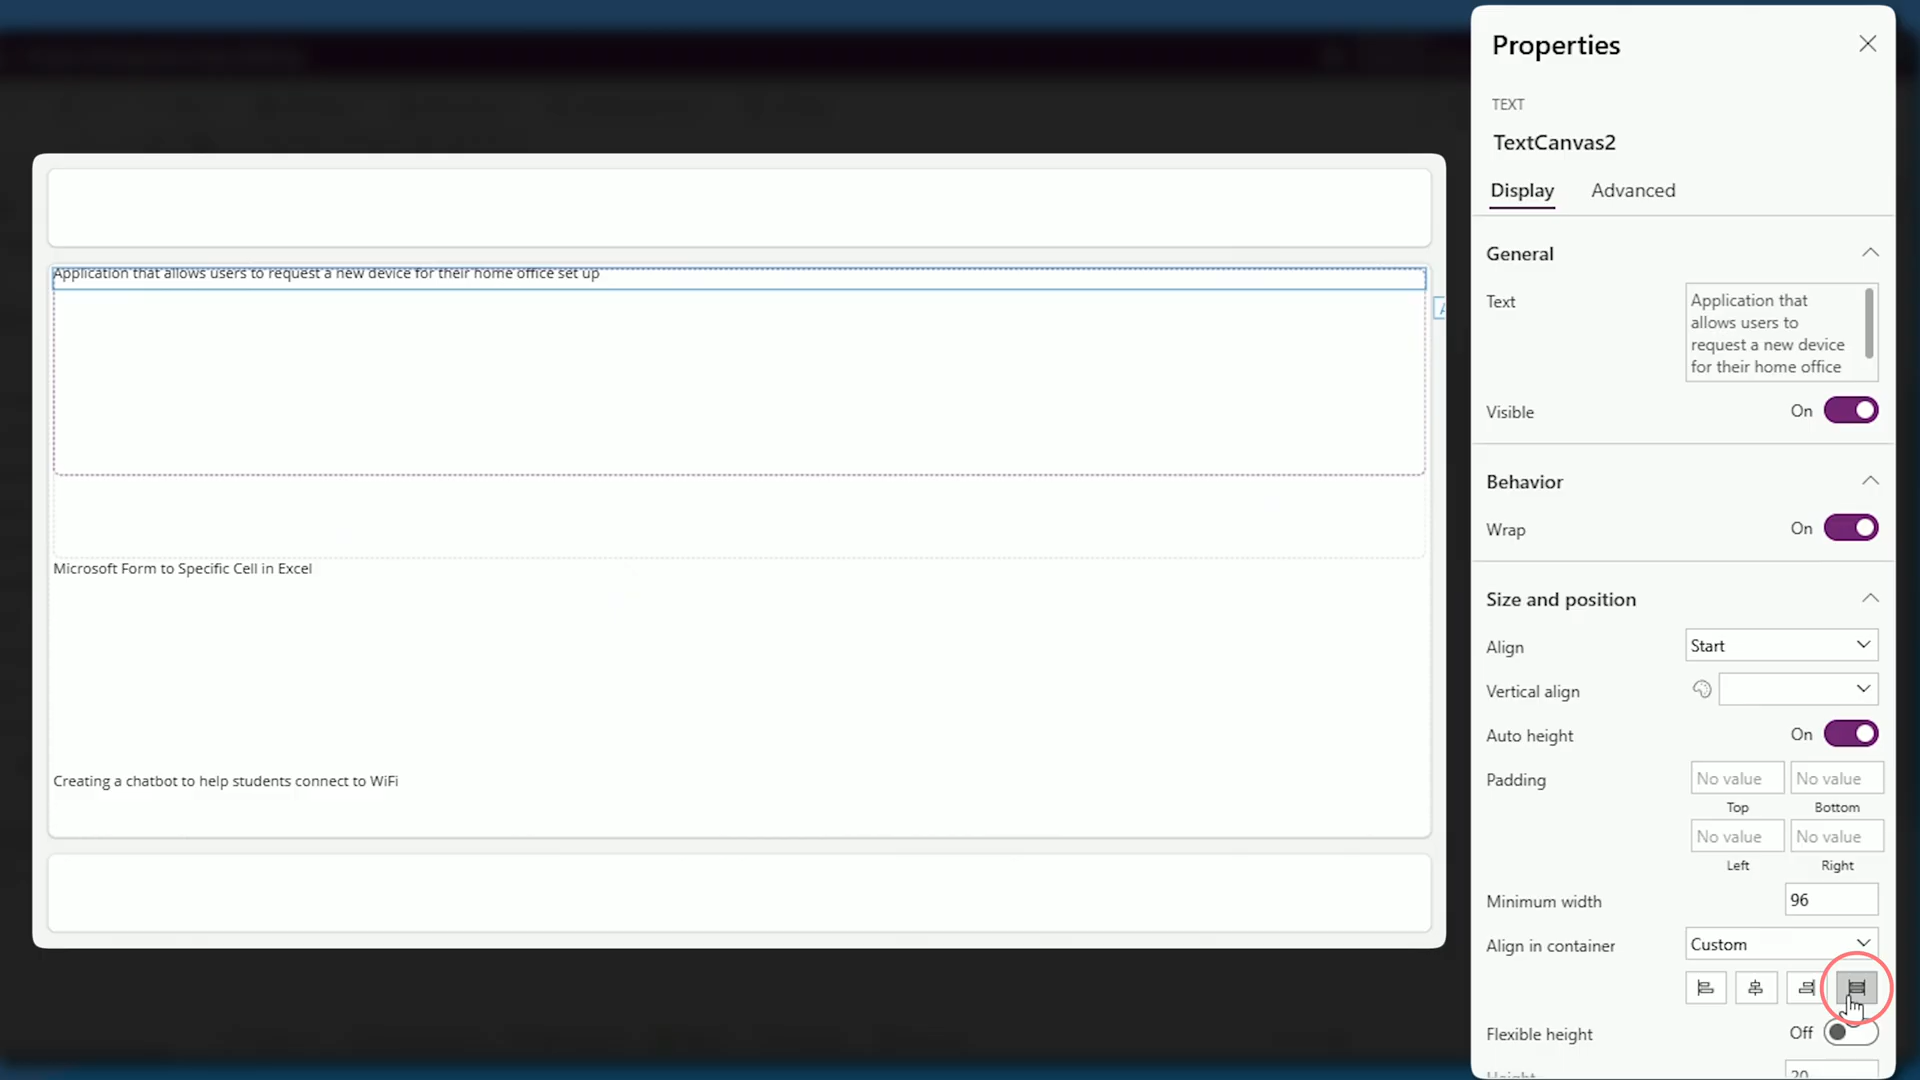 Application that allows users to request a new device for their home office set up
Microsoft Form to Specific Cell in Excel
Creating a chatbot to help students connect to WiFi
Properties
TEXT
TextCanvas2
Display Advanced
General
Text
Application that
allows users to
request a new device
for their home office
Visible On
Behavior
Wrap On
Size and position
Align Start
Vertical align
Auto height On
Padding No value No value
Top Bottom
No value No value
Left Right
Minimum width 96
Align in container Custom
Flexible height Off
Height 20